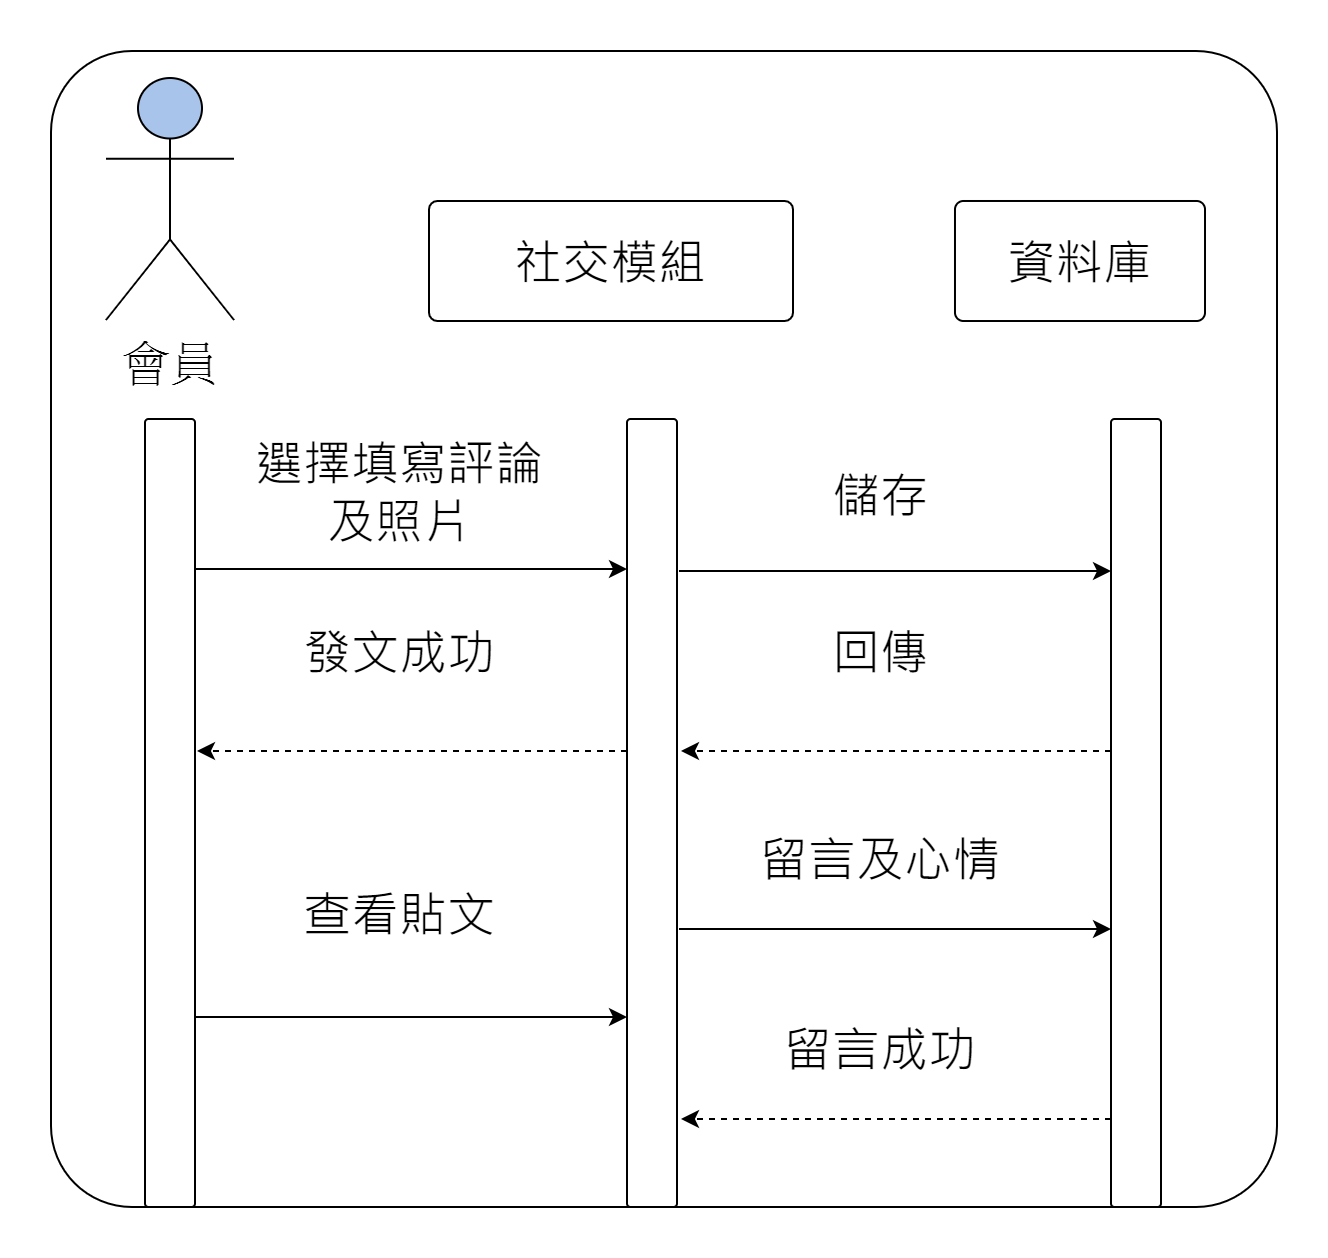 會員
社交模組
資料庫
選擇填寫評論
及照片
儲存
發文成功
回傳
留言及心情
查看貼文
留言成功